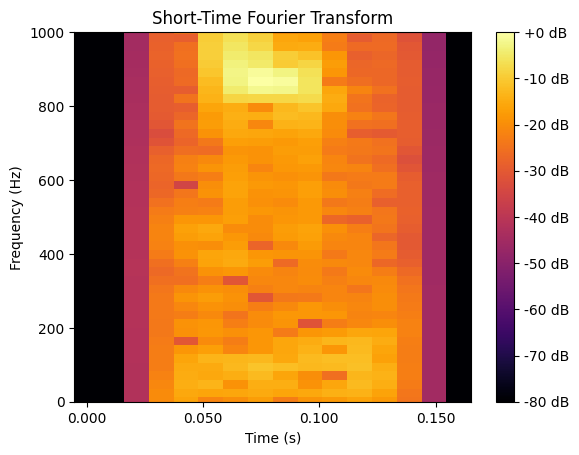 Short-Time Fourier Transform
1000
800
600
400
200
0
Frequency (Hz)
0.000
0.050
0.100
0.150
Time (s)
+0 dB
-10 dB
-20 dB
-30 dB
-40 dB
-50 dB
-60 dB
-70 dB
-80 dB